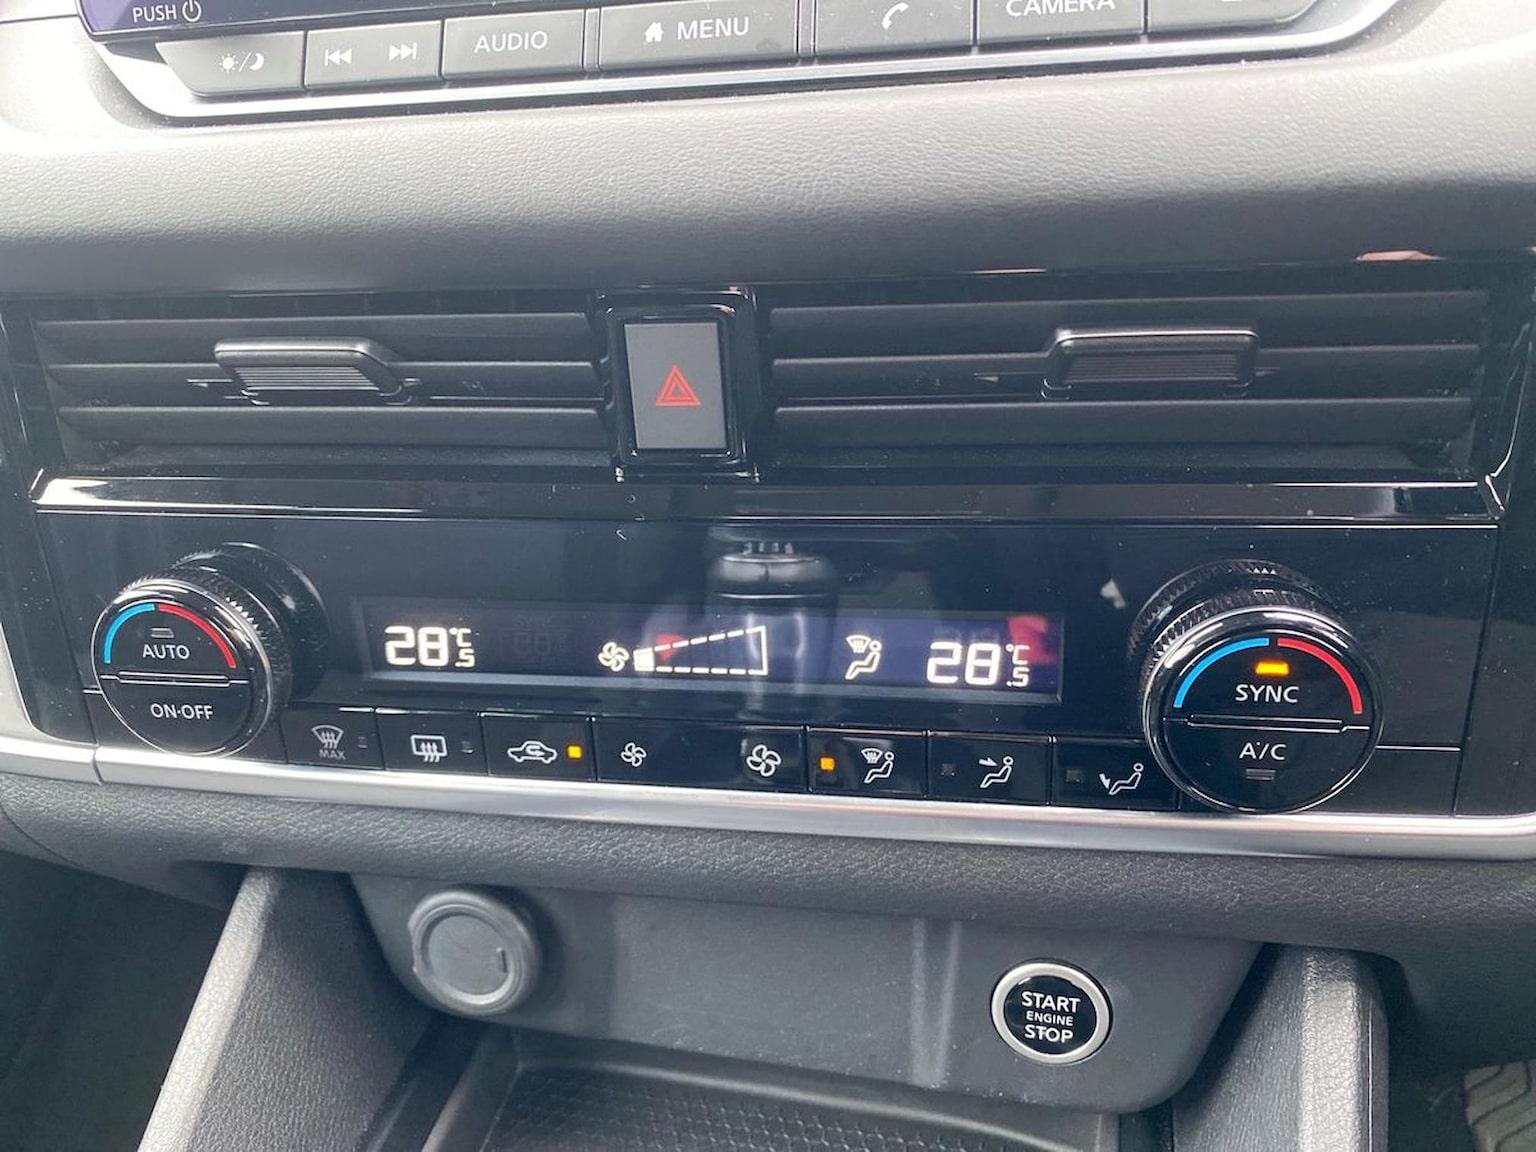 PUSH
AUDIO
MENU
CAMERA
28.5°C
28.5°C
AUTO
ON·OFF
MAX
SYNC
A/C
START
ENGINE
STOP